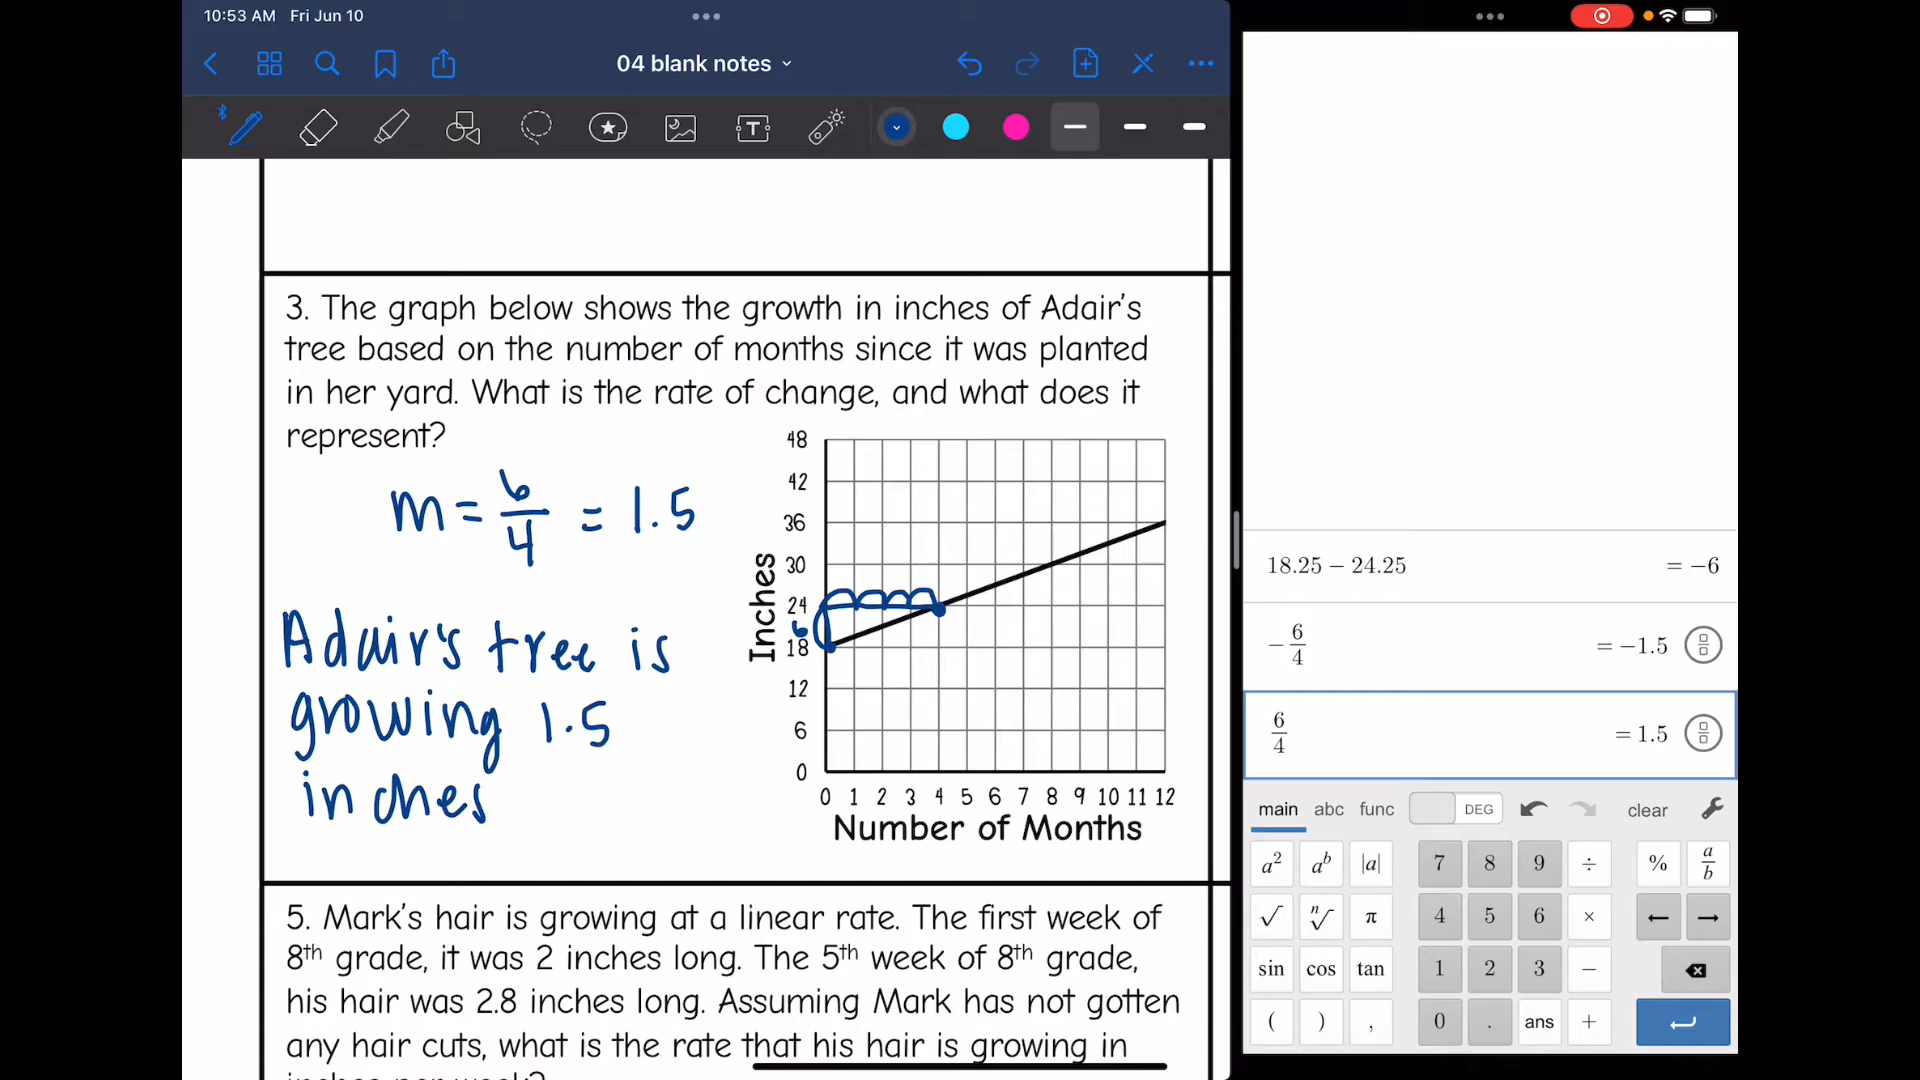 10:53 AM Fri Jun 10
04 blank notes
T
3. The graph below shows the growth in inches of Adair's
tree based on the number of months since it was planted
in her yard. What is the rate of change, and what does it
represent?
m = 6/4 = 1.5
Adair's tree is
growing 1.5
inches
48
42
36
30
24
6
18
12
6
0
Inches
0 1 2 3 4 5 6 7 8 9 10 11 12
Number of Months
5. Mark's hair is growing at a linear rate. The first week of
8th grade, it was 2 inches long. The 5th week of 8th grade,
his hair was 2.8 inches long. Assuming Mark has not gotten
any hair cuts, what is the rate that his hair is growing in
inches per week?
18.25 − 24.25 = −6
−6/4 = −1.5
6/4 = 1.5
main abc func DEG clear
a² aᵇ |a| 7 8 9 ÷ % a/b
√ ⁿ√ π 4 5 6 × ← →
sin cos tan 1 2 3 −
( ) , 0 . ans +